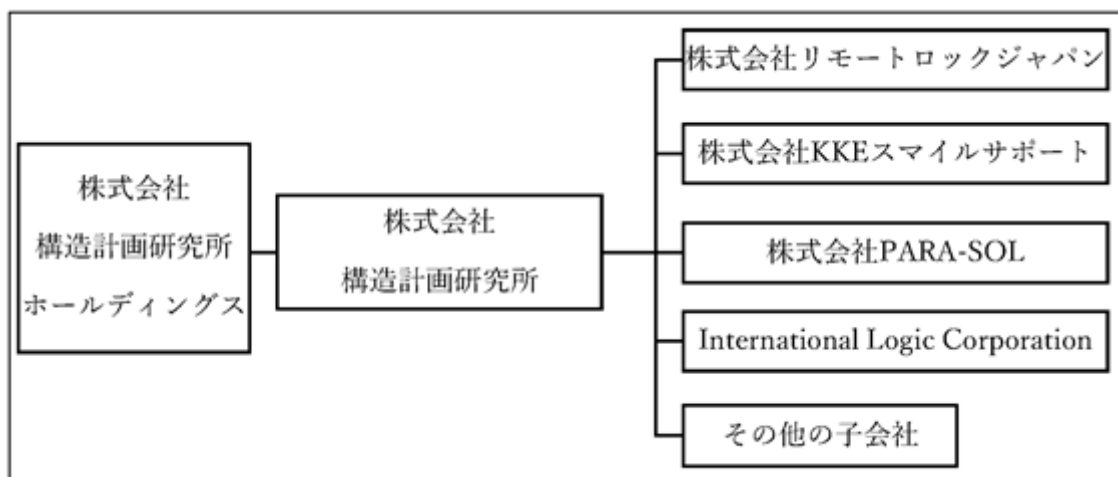 株式会社
構造計画研究所
ホールディングス
株式会社
構造計画研究所
株式会社リモートロックジャパン
株式会社KKEスマイルサポート
株式会社PARA-SOL
International Logic Corporation
その他の子会社